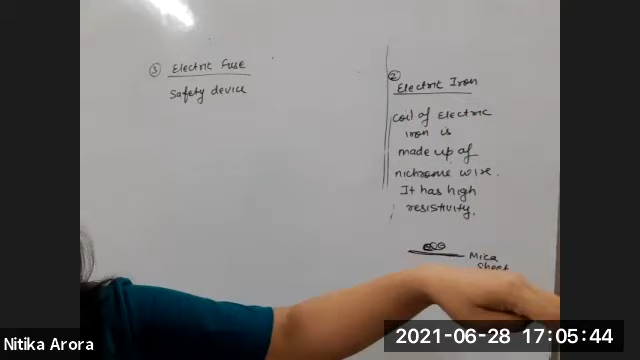 ③ Electric Fuse
Safety device
②
Electric Iron
coil of Electric
iron is
made up of
nichrome wire.
It has high
resistivity.
Mica
Sheet
Nitika Arora
2021-06-28 17:05:44